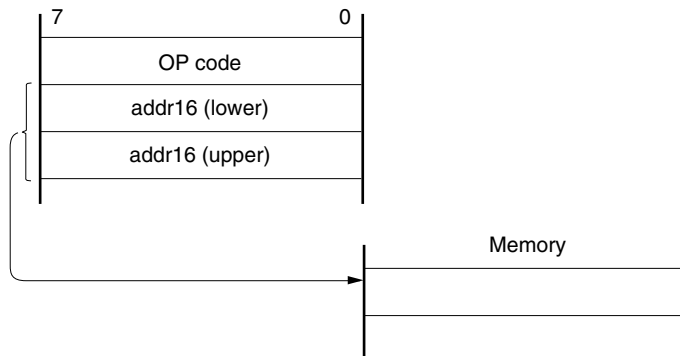 7 0
OP code
addr16 (lower)
addr16 (upper)
Memory